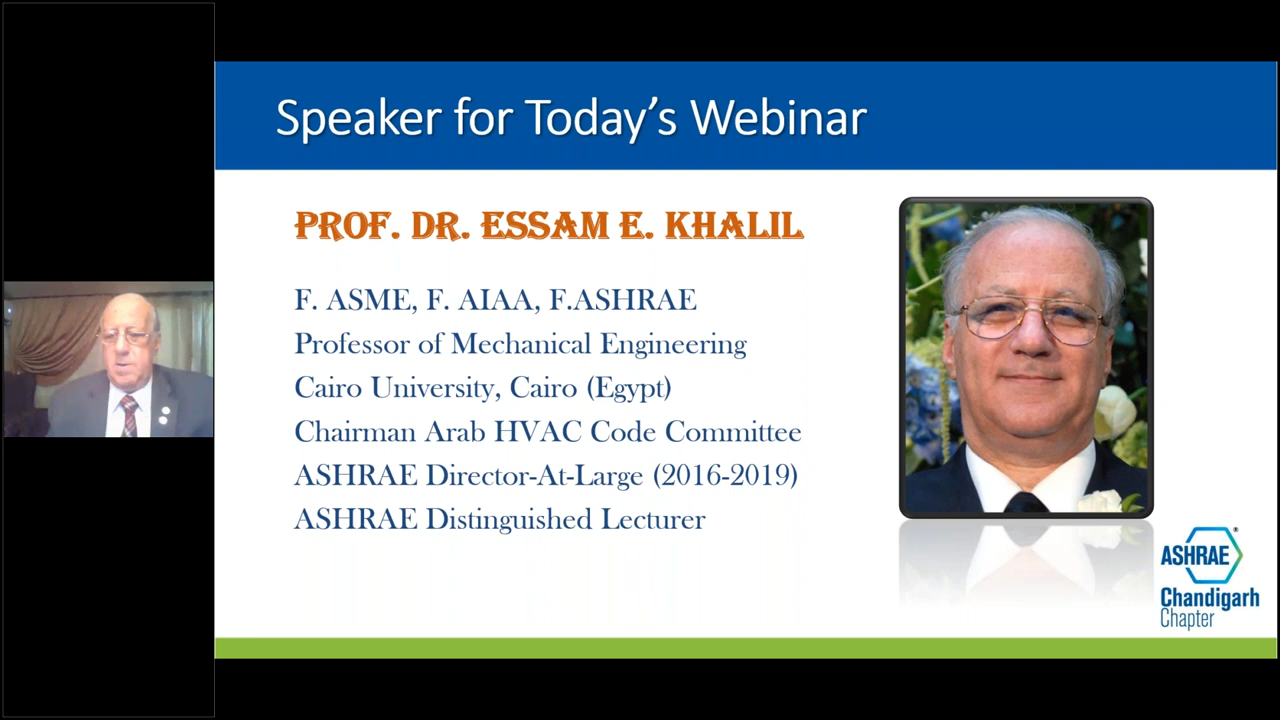 Speaker for Today's Webinar
PROF. DR. ESSAM E. KHALIL
F. ASME, F. AIAA, F.ASHRAE
Professor of Mechanical Engineering
Cairo University, Cairo (Egypt)
Chairman Arab HVAC Code Committee
ASHRAE Director-At-Large (2016-2019)
ASHRAE Distinguished Lecturer
ASHRAE®
Chandigarh
Chapter